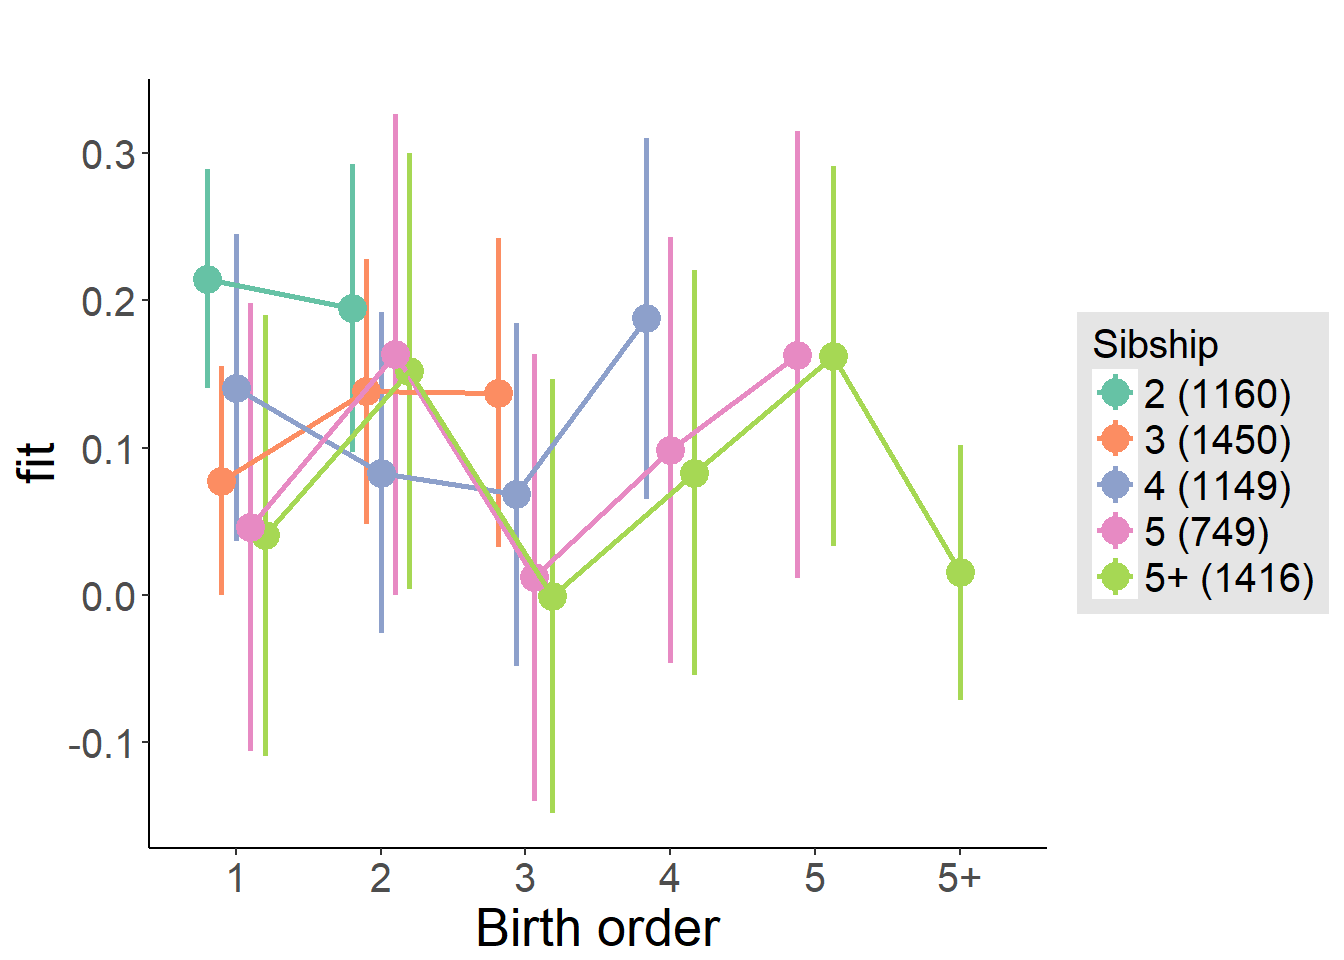 0.3
0.2
0.1
0.0
-0.1
fit
1 2 3 4 5 5+
Birth order
Sibship
2 (1160)
3 (1450)
4 (1149)
5 (749)
5+ (1416)